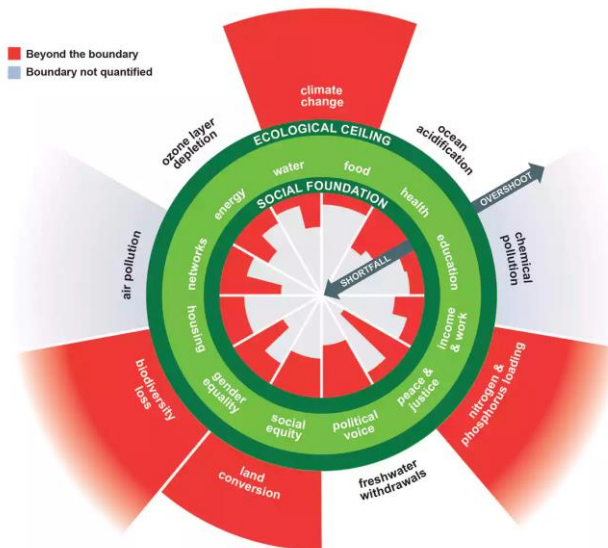 Beyond the boundary
Boundary not quantified
climate
change
ozone layer
depletion
ocean
acidification
ECOLOGICAL CEILING
water
food
energy
health
SOCIAL FOUNDATION
OVERSHOOT
SHORTFALL
networks
education
air pollution
chemical
pollution
housing
income
& work
gender
equality
peace &
justice
social
equity
political
voice
biodiversity
loss
nitrogen &
phosphorus loading
land
conversion
freshwater
withdrawals